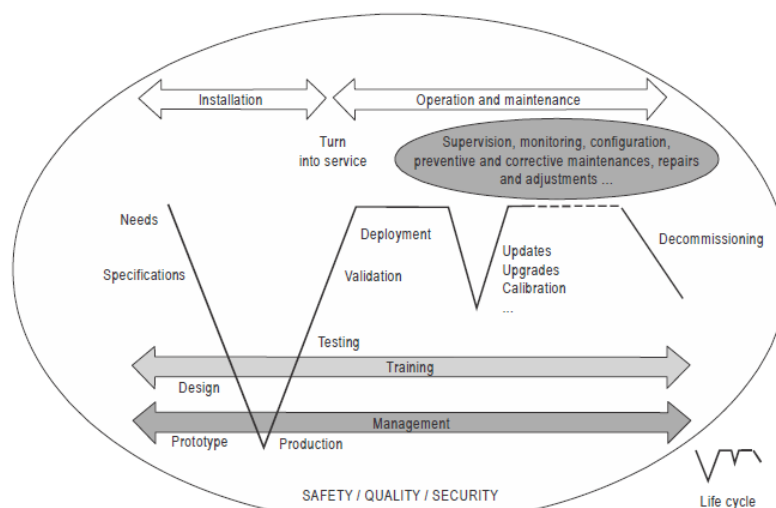 Installation
Operation and maintenance
Turn
into service
Supervision, monitoring, configuration,
preventive and corrective maintenances, repairs
and adjustments ...
Needs
Deployment
Decommissioning
Specifications
Validation
Updates
Upgrades
Calibration
...
Testing
Training
Design
Management
Prototype
Production
SAFETY / QUALITY / SECURITY
Life cycle